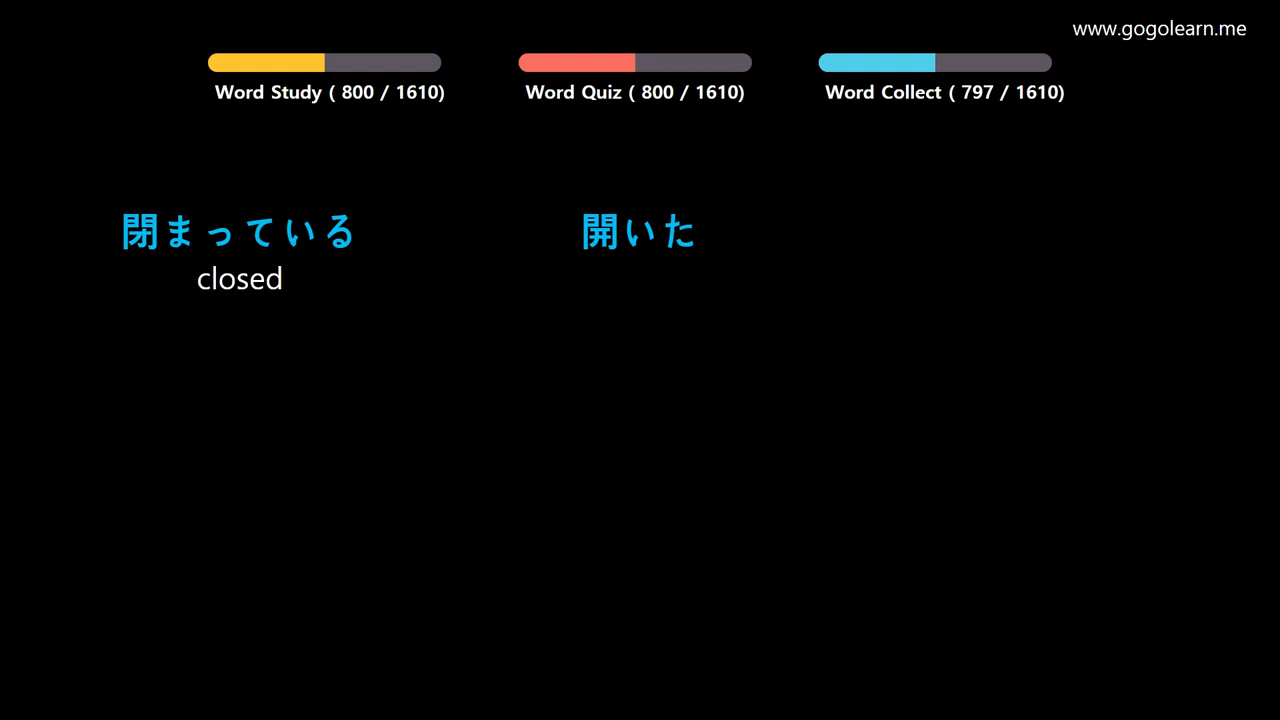 www.gogolearn.me
Word Study ( 800 / 1610)
Word Quiz ( 800 / 1610)
Word Collect ( 797 / 1610)
閉まっている
closed
開いた